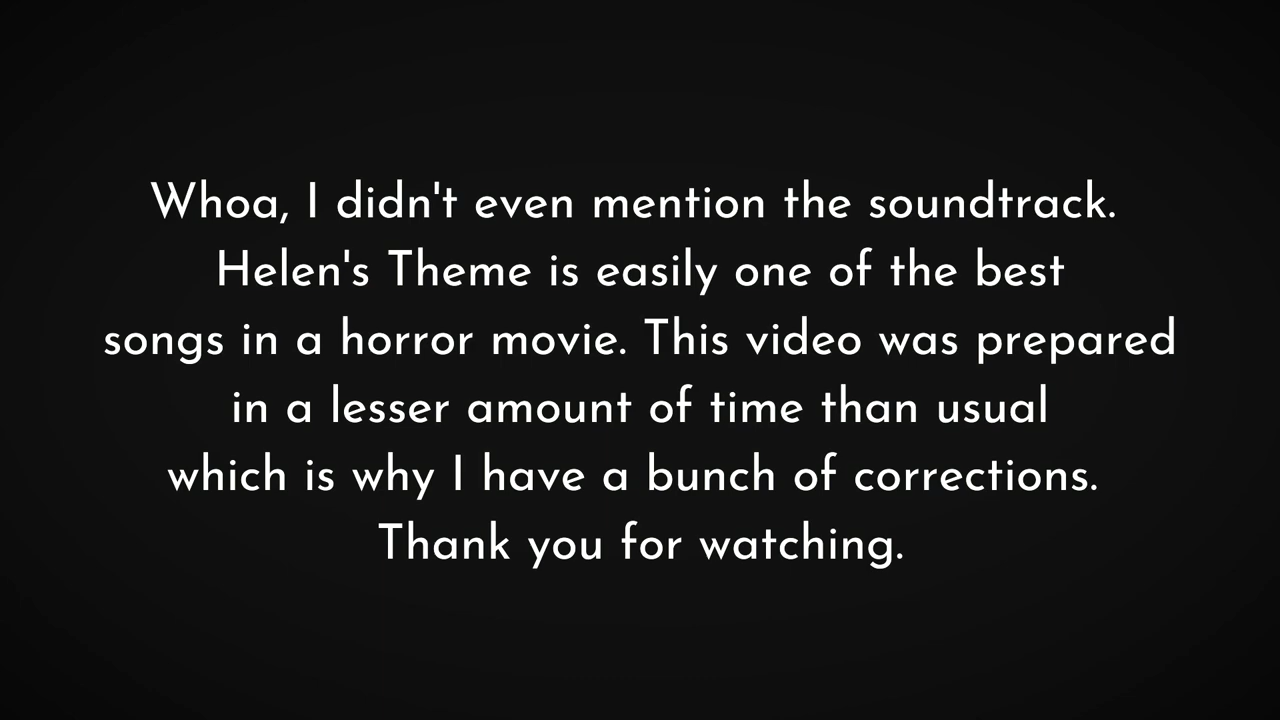 Whoa, I didn't even mention the soundtrack.
Helen's Theme is easily one of the best
songs in a horror movie. This video was prepared
in a lesser amount of time than usual
which is why I have a bunch of corrections.
Thank you for watching.